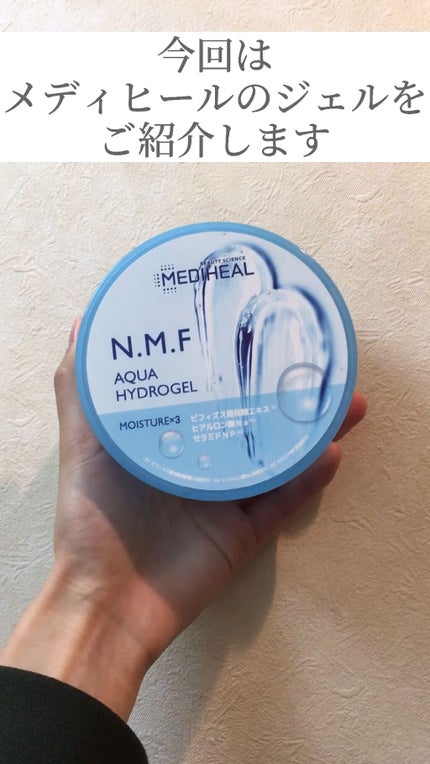 今回は
メディヒールのジェルを
ご紹介します
BEAUTY SCIENCE
MEDIHEAL
N.M.F
AQUA
HYDROGEL
MOISTURE×3
ビフィズス菌発酵エキス
ヒアルロン酸Na
セラミドNP